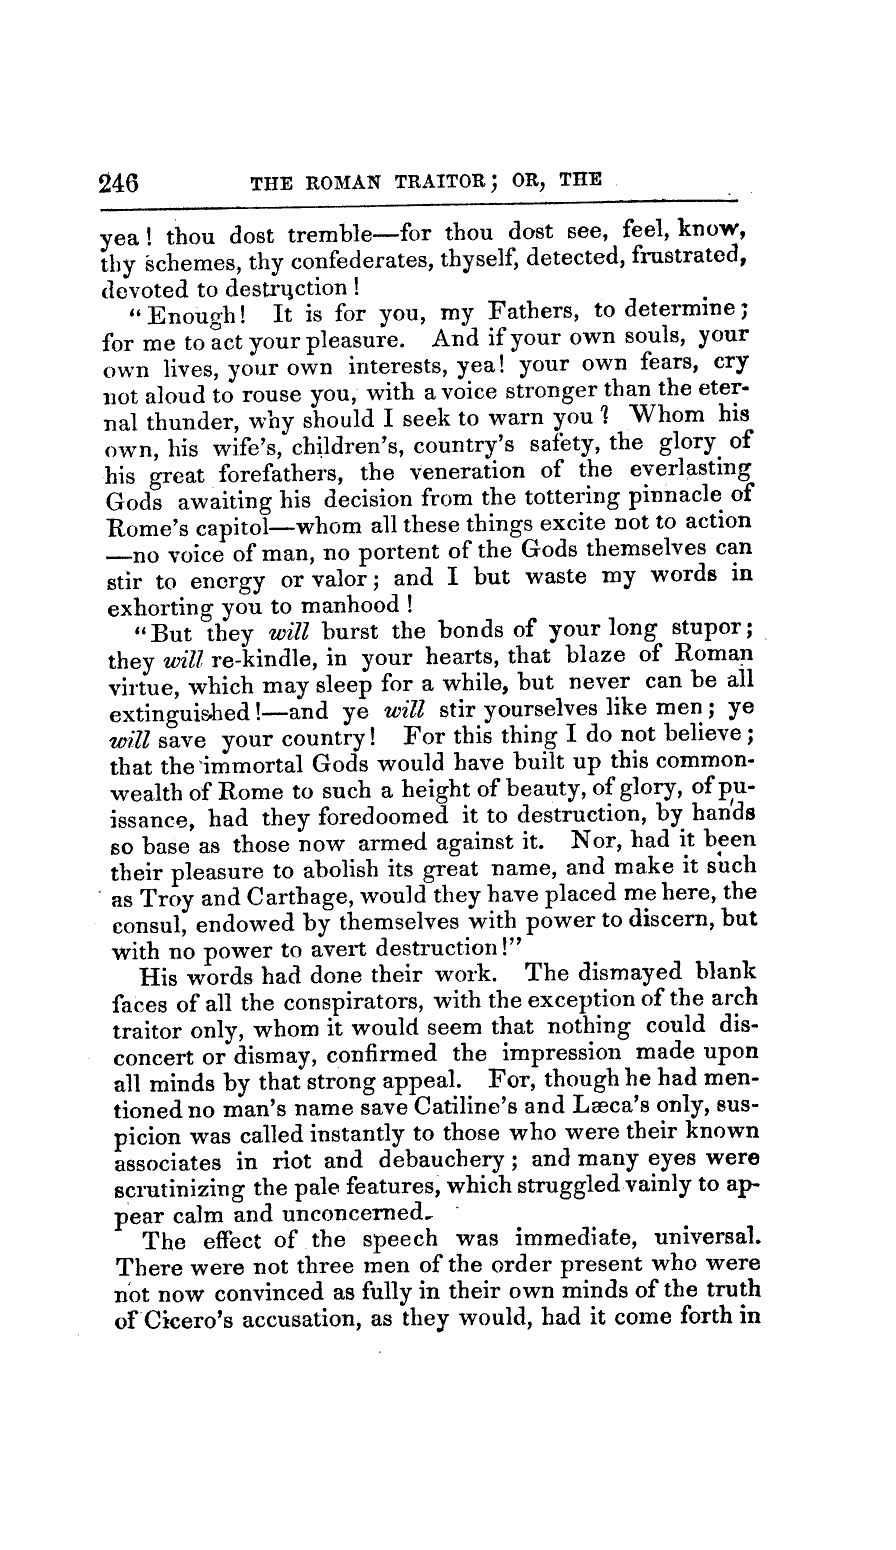 246 THE ROMAN TRAITOR; OR, THE
yea! thou dost tremble—for thou dost see, feel, know,
thy schemes, thy confederates, thyself, detected, frustrated,
devoted to destruction!
"Enough! It is for you, my Fathers, to determine;
for me to act your pleasure. And if your own souls, your
own lives, your own interests, yea! your own fears, cry
not aloud to rouse you, with a voice stronger than the eter-
nal thunder, why should I seek to warn you? Whom his
own, his wife's, children's, country's safety, the glory of
his great forefathers, the veneration of the everlasting
Gods awaiting his decision from the tottering pinnacle of
Rome's capitol—whom all these things excite not to action
—no voice of man, no portent of the Gods themselves can
stir to energy or valor; and I but waste my words in
exhorting you to manhood!
"But they will burst the bonds of your long stupor;
they will re-kindle, in your hearts, that blaze of Roman
virtue, which may sleep for a while, but never can be all
extinguished!—and ye will stir yourselves like men; ye
will save your country! For this thing I do not believe;
that the immortal Gods would have built up this common-
wealth of Rome to such a height of beauty, of glory, of pu-
issance, had they foredoomed it to destruction, by hands
so base as those now armed against it. Nor, had it been
their pleasure to abolish its great name, and make it such
as Troy and Carthage, would they have placed me here, the
consul, endowed by themselves with power to discern, but
with no power to avert destruction!"
His words had done their work. The dismayed blank
faces of all the conspirators, with the exception of the arch
traitor only, whom it would seem that nothing could dis-
concert or dismay, confirmed the impression made upon
all minds by that strong appeal. For, though he had men-
tioned no man's name save Catiline's and Læca's only, sus-
picion was called instantly to those who were their known
associates in riot and debauchery; and many eyes were
scrutinizing the pale features, which struggled vainly to ap-
pear calm and unconcerned.
The effect of the speech was immediate, universal.
There were not three men of the order present who were
not now convinced as fully in their own minds of the truth
of Cicero's accusation, as they would, had it come forth in